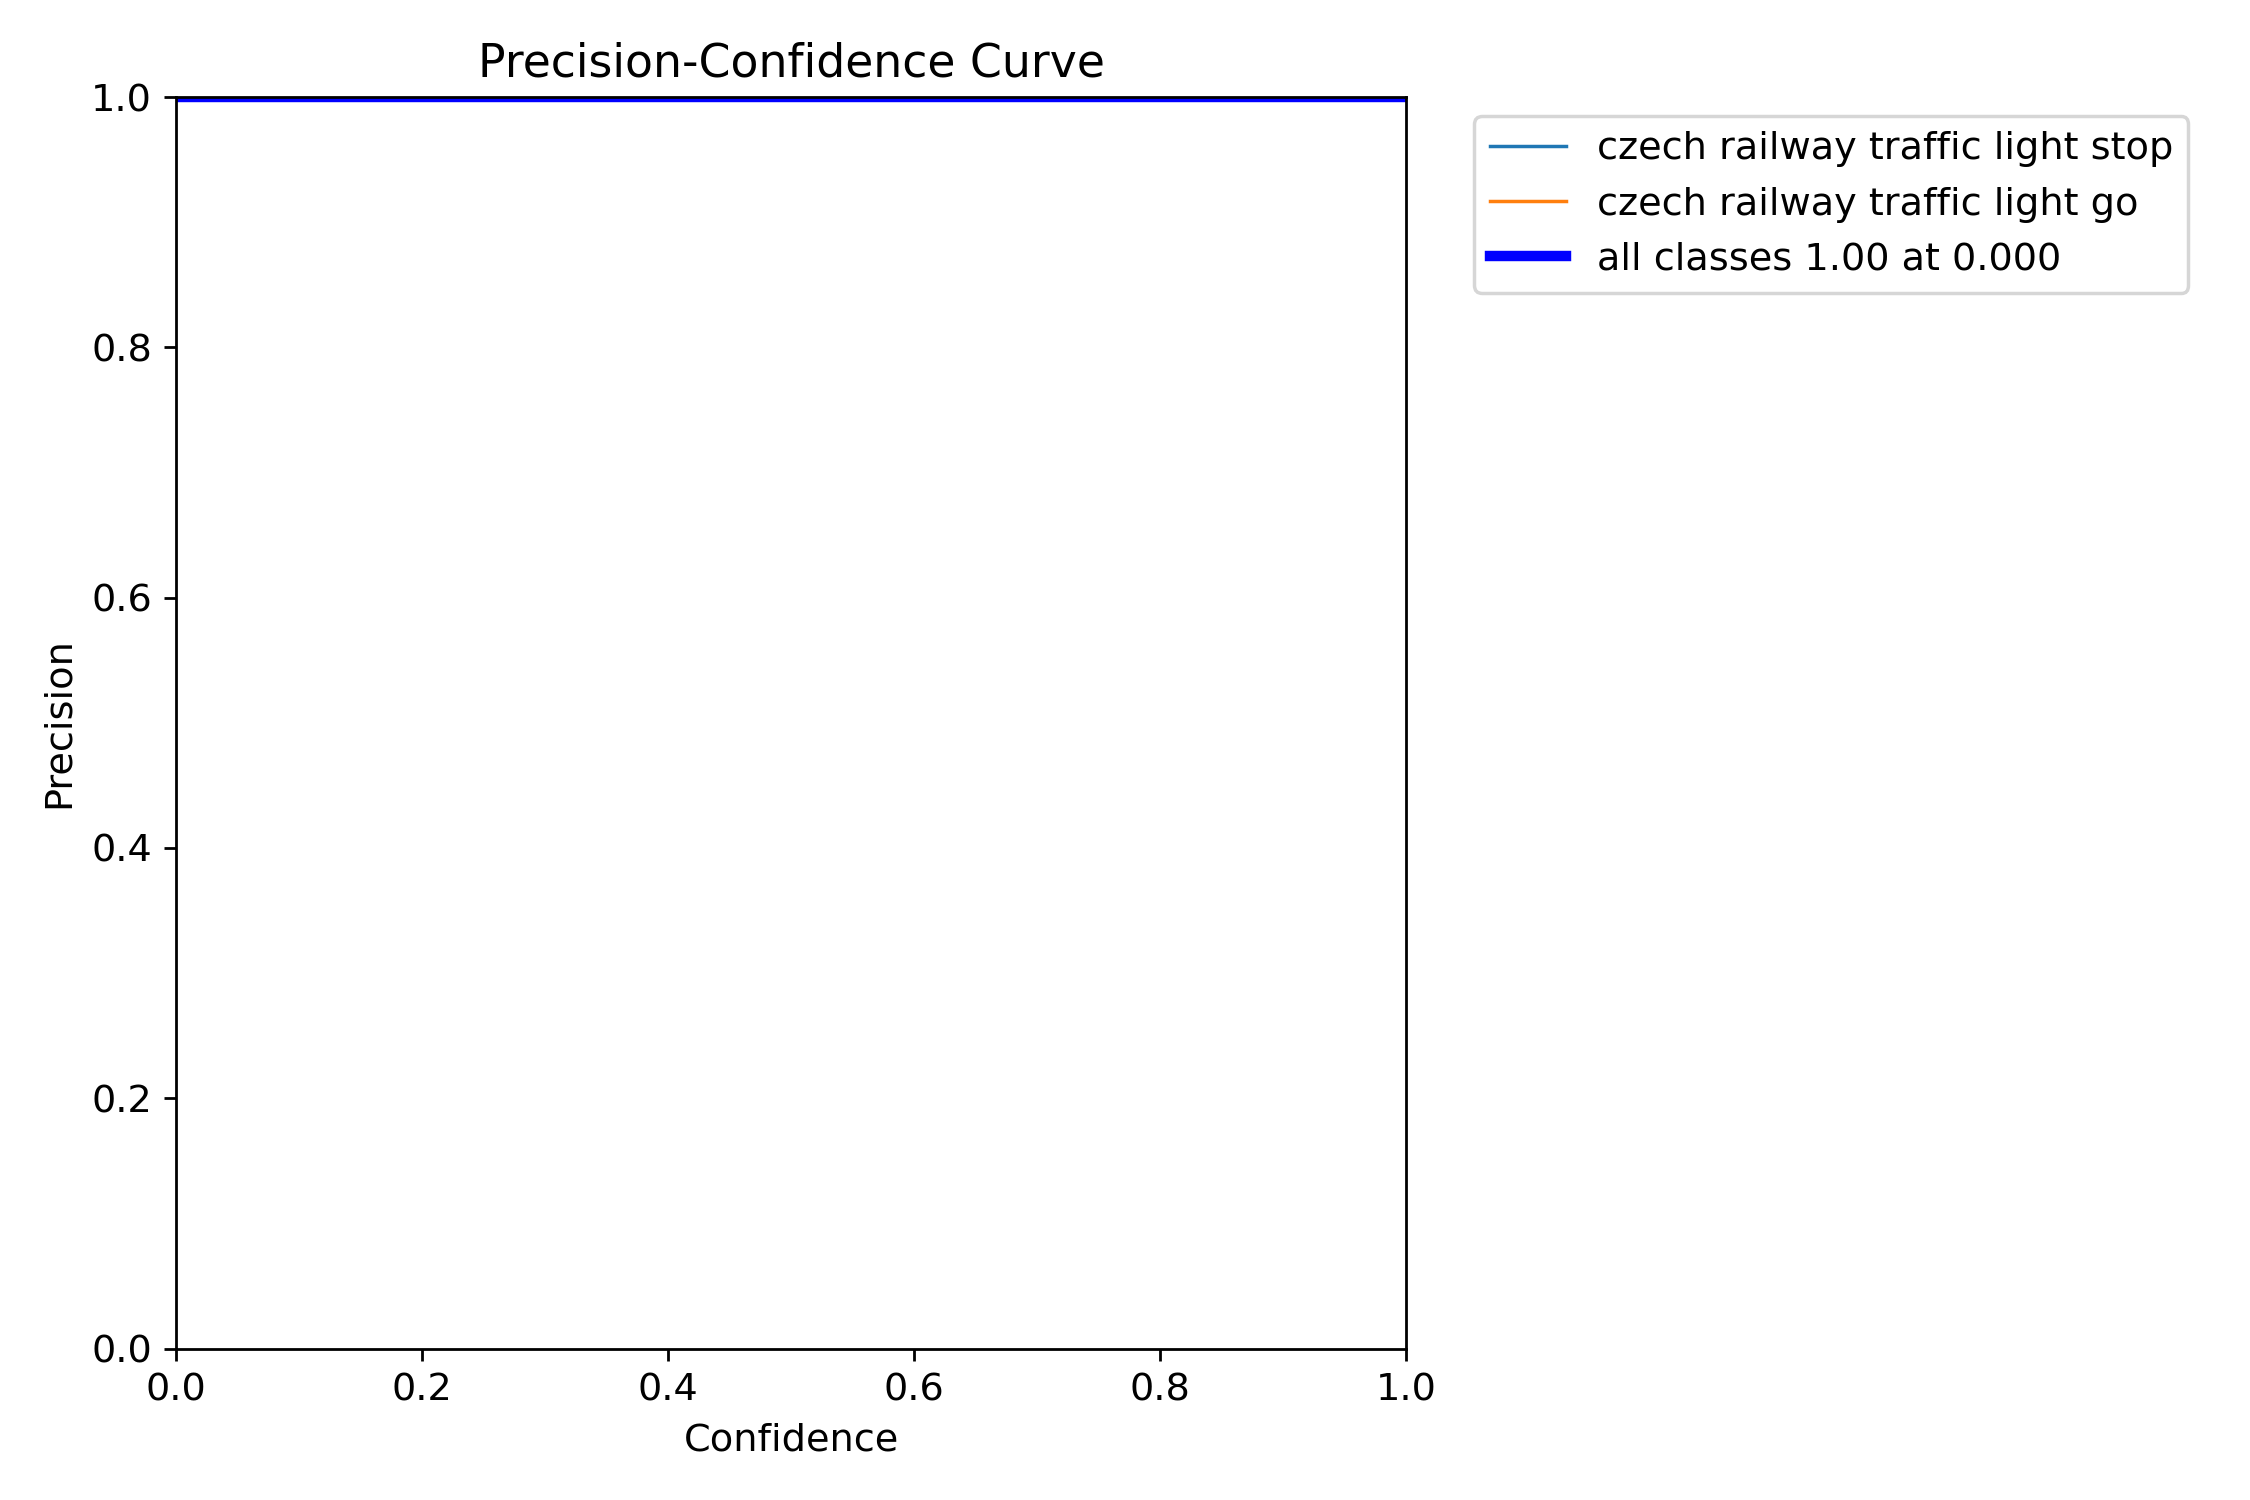 Precision-Confidence Curve
1.0
0.8
0.6
0.4
0.2
0.0
Precision
0.0 0.2 0.4 0.6 0.8 1.0
Confidence
czech railway traffic light stop
czech railway traffic light go
all classes 1.00 at 0.000